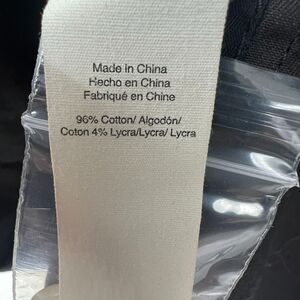 Made in China
Hecho en China
Fabriqué en Chine
96% Cotton/ Algodón/
Coton 4% Lycra/Lycra/ Lycra